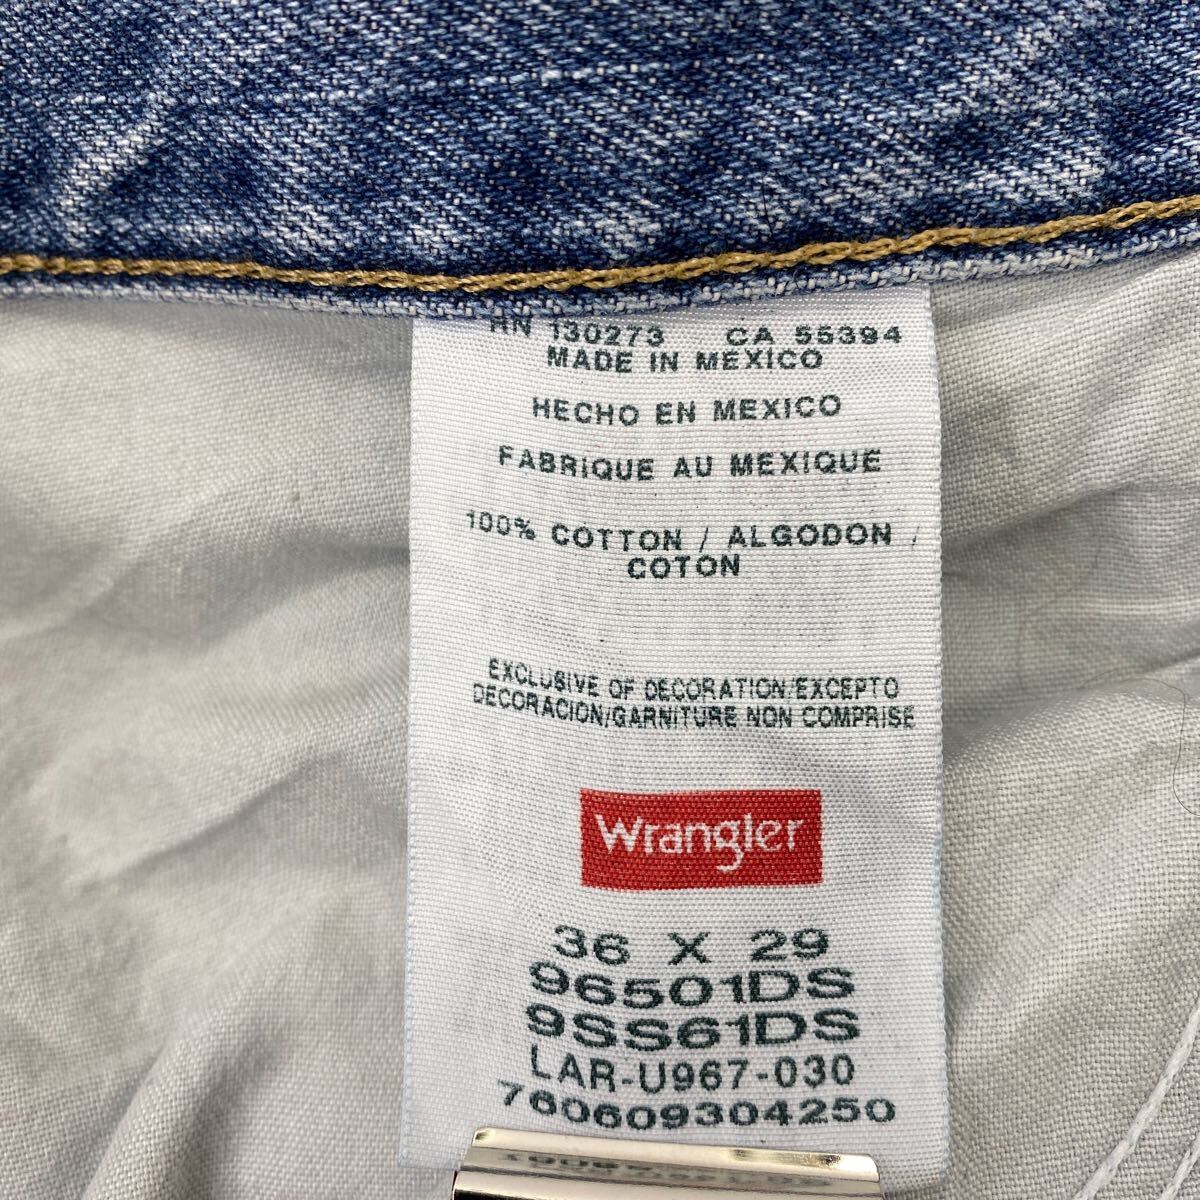 RN 130273 CA 55394
MADE IN MEXICO
HECHO EN MEXICO
FABRIQUE AU MEXIQUE
100% COTTON / ALGODON /
COTON
EXCLUSIVE OF DECORATION/EXCEPTO
DECORACION/GARNITURE NON COMPRISE
Wrangler
36 X 29
96501DS
9SS61DS
LAR-U967-030
760609304250